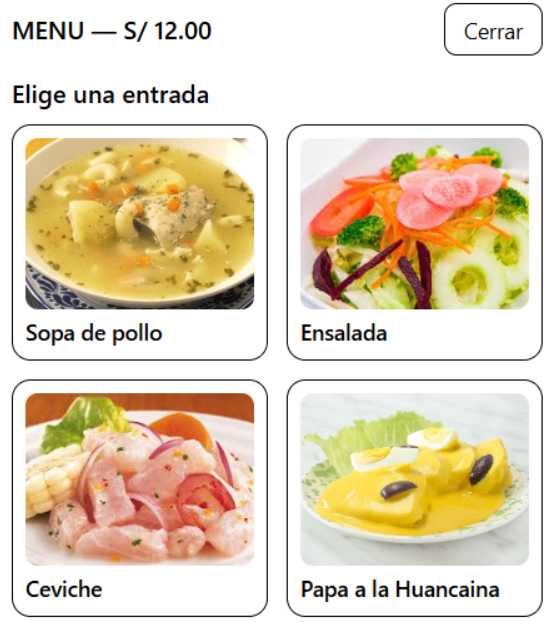 MENU — S/ 12.00
Cerrar
Elige una entrada
Sopa de pollo
Ensalada
Ceviche
Papa a la Huancaina